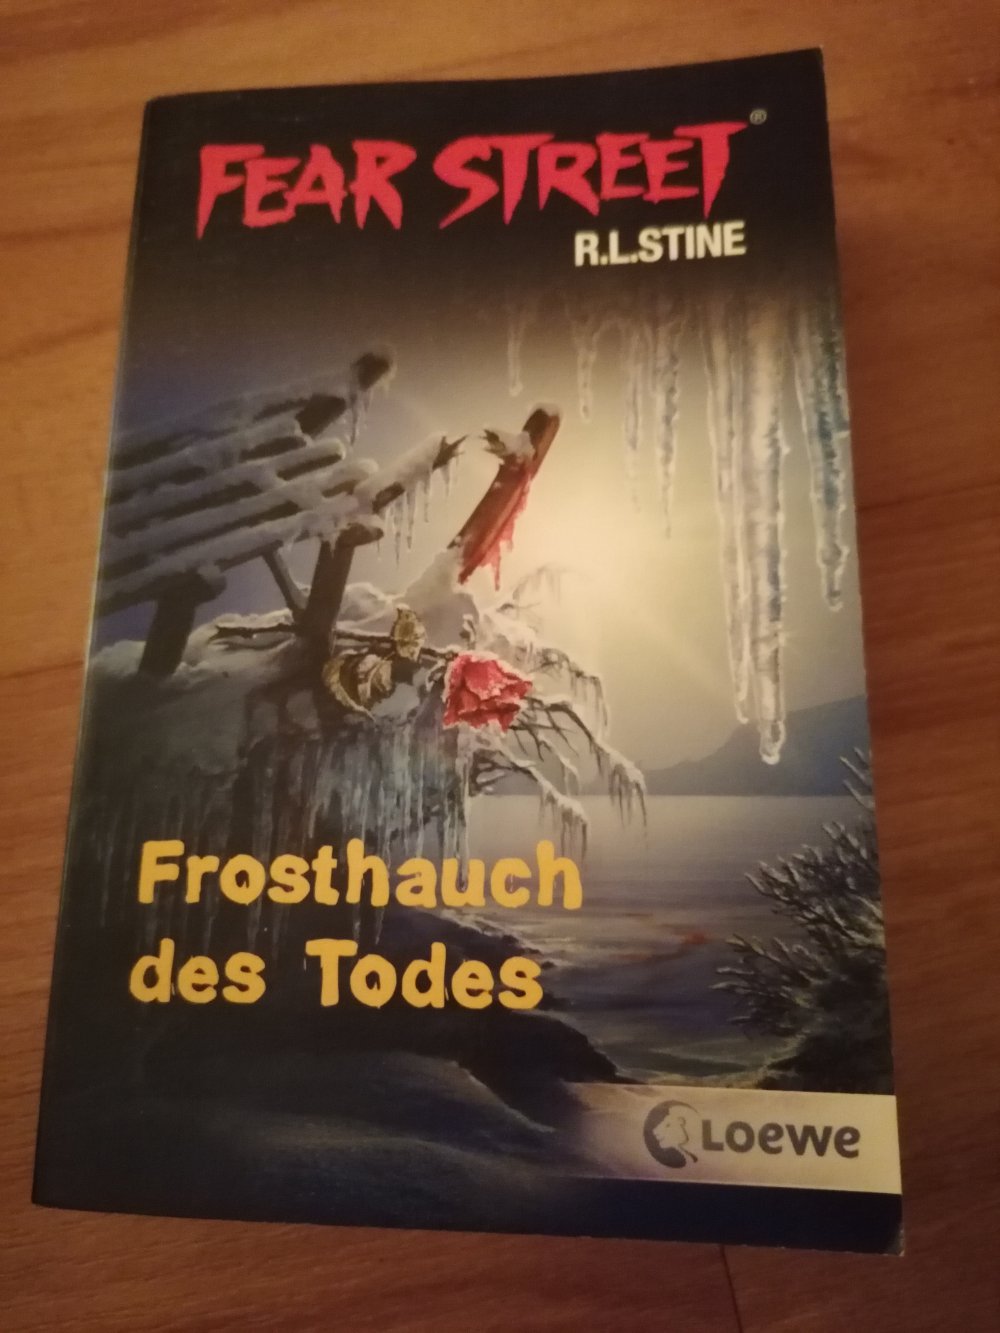 FEAR STREET®
R.L.STINE
Frosthauch
des Todes
Loewe